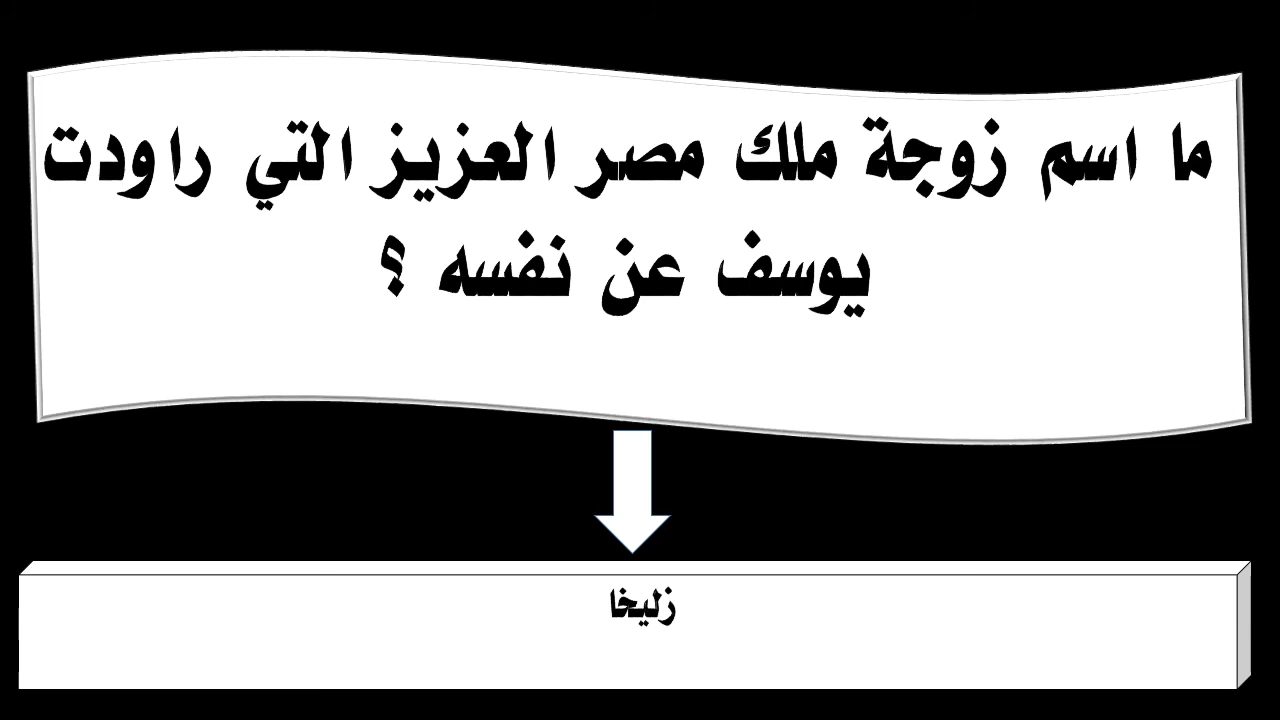 ما اسم زوجة ملك مصر العزيز التي راودت
يوسف عن نفسه ؟
زليخا